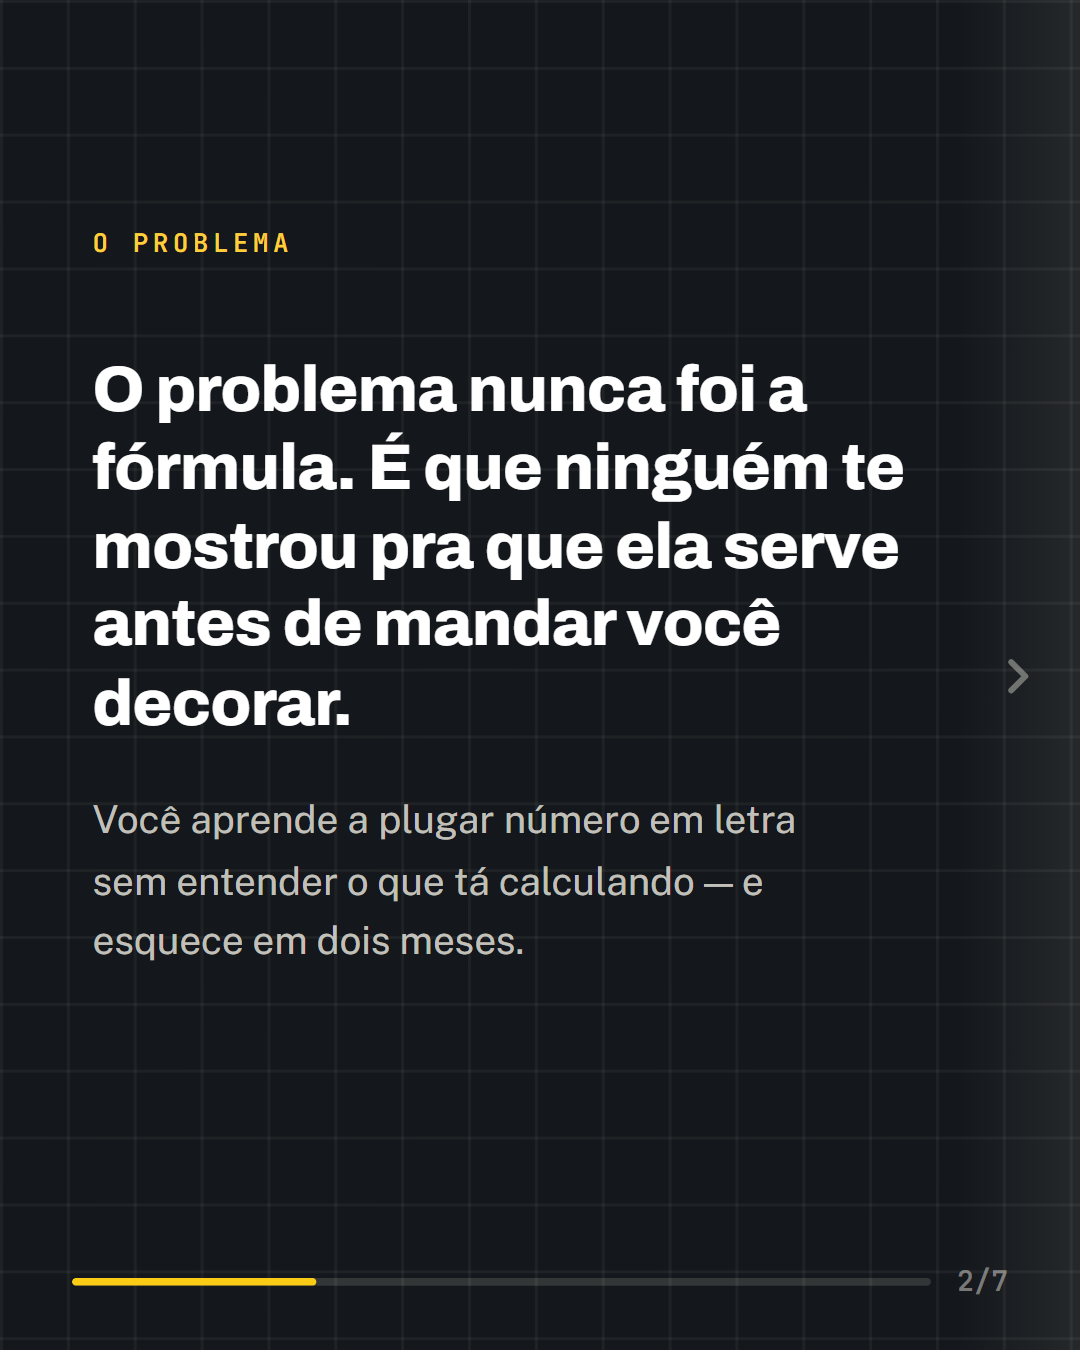 O PROBLEMA
O problema nunca foi a
fórmula. É que ninguém te
mostrou pra que ela serve
antes de mandar você
decorar.
Você aprende a plugar número em letra
sem entender o que tá calculando — e
esquece em dois meses.
2/7